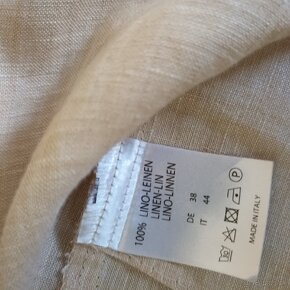 100% LINO-LEINEN
LINEN-LIN
LINO-LINNEN
DE 38
IT 44
P
MADE IN ITALY